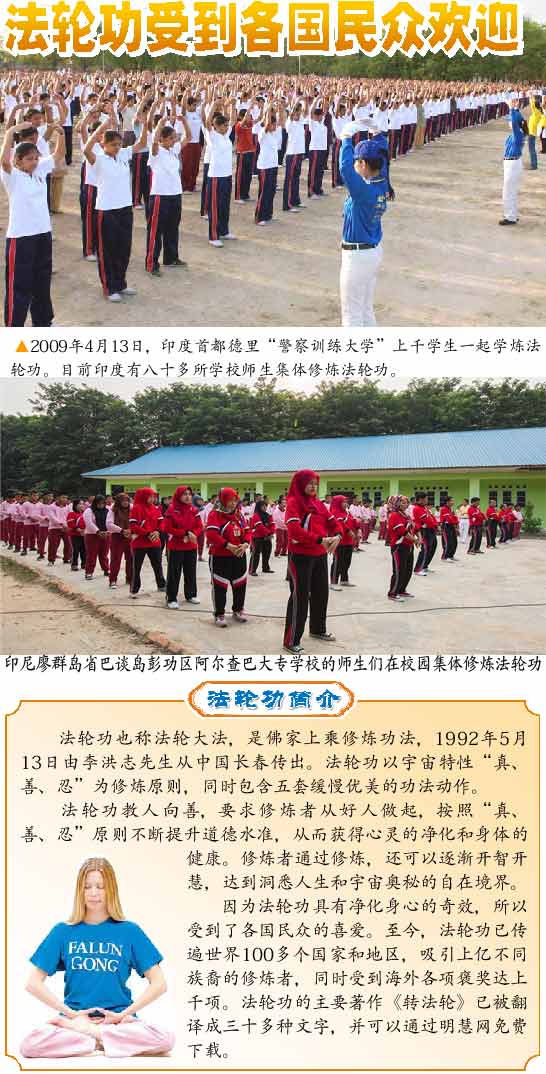 法轮功受到各国民众欢迎
▲2009年4月13日，印度首都德里“警察训练大学”上千学生一起学炼法
轮功。目前印度有八十多所学校师生集体修炼法轮功。
印尼廖群岛省巴谈岛彭功区阿尔查巴大专学校的师生们在校园集体修炼法轮功
法轮功简介
法轮功也称法轮大法，是佛家上乘修炼功法，1992年5月
13日由李洪志先生从中国长春传出。法轮功以宇宙特性“真、
善、忍”为修炼原则，同时包含五套缓慢优美的功法动作。
法轮功教人向善，要求修炼者从好人做起，按照“真、
善、忍”原则不断提升道德水准，从而获得心灵的净化和身体的
健康。修炼者通过修炼，还可以逐渐开智开
慧，达到洞悉人生和宇宙奥秘的自在境界。
因为法轮功具有净化身心的奇效，所以
受到了各国民众的喜爱。至今，法轮功已传
遍世界100多个国家和地区，吸引上亿不同
族裔的修炼者，同时受到海外各项褒奖达上
千项。法轮功的主要著作《转法轮》已被翻
译成三十多种文字，并可以通过明慧网免费
下载。
FALUN
GONG